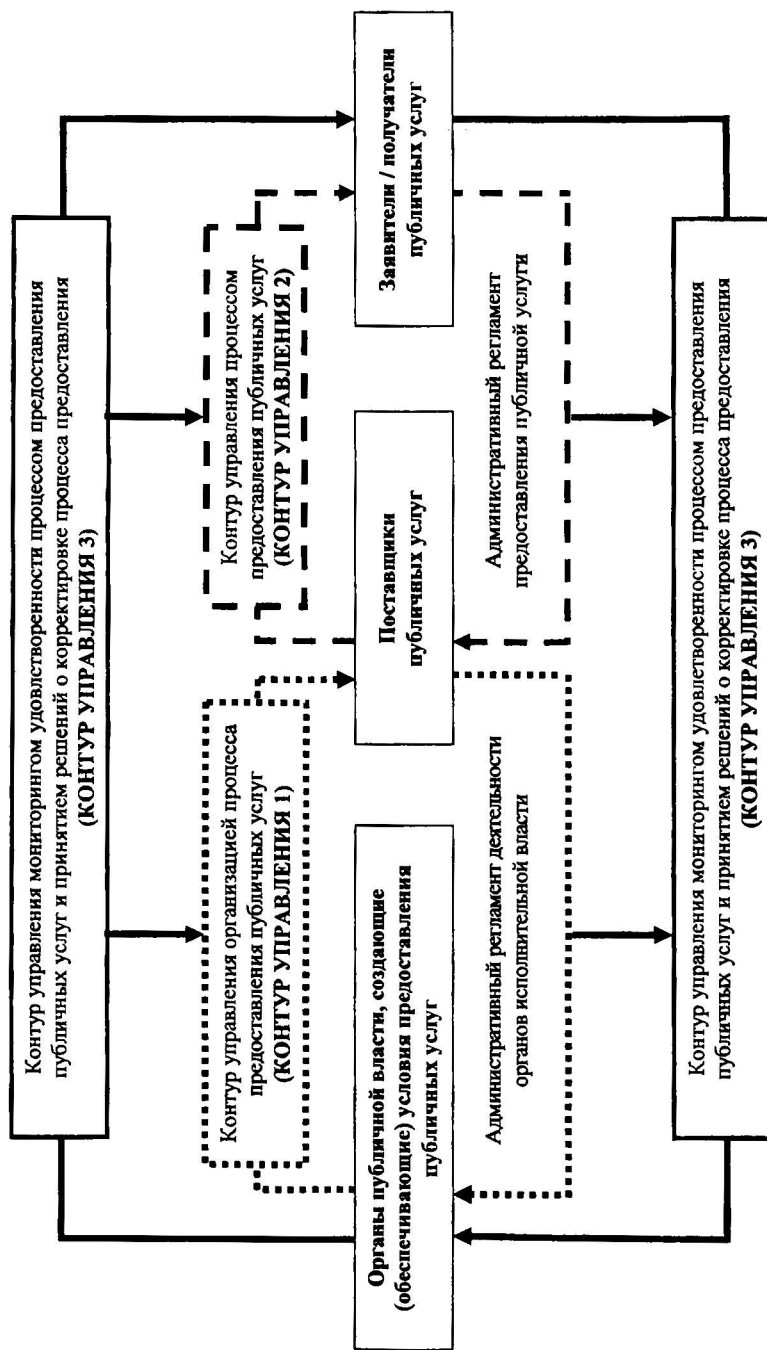 Контур управления мониторингом удовлетворенности процессом предоставления
публичных услуг и принятием решений о корректировке процесса предоставления
(КОНТУР УПРАВЛЕНИЯ 3)
Контур управления организацией процесса
предоставления публичных услуг
(КОНТУР УПРАВЛЕНИЯ 1)
Контур управления процессом
предоставления публичных услуг
(КОНТУР УПРАВЛЕНИЯ 2)
Органы публичной власти, создающие
(обеспечивающие) условия предоставления
публичных услуг
Поставщики
публичных услуг
Заявители / получатели
публичных услуг
Административный регламент деятельности
органов исполнительной власти
Административный регламент
предоставления публичной услуги
Контур управления мониторингом удовлетворенности процессом предоставления
публичных услуг и принятием решений о корректировке процесса предоставления
(КОНТУР УПРАВЛЕНИЯ 3)